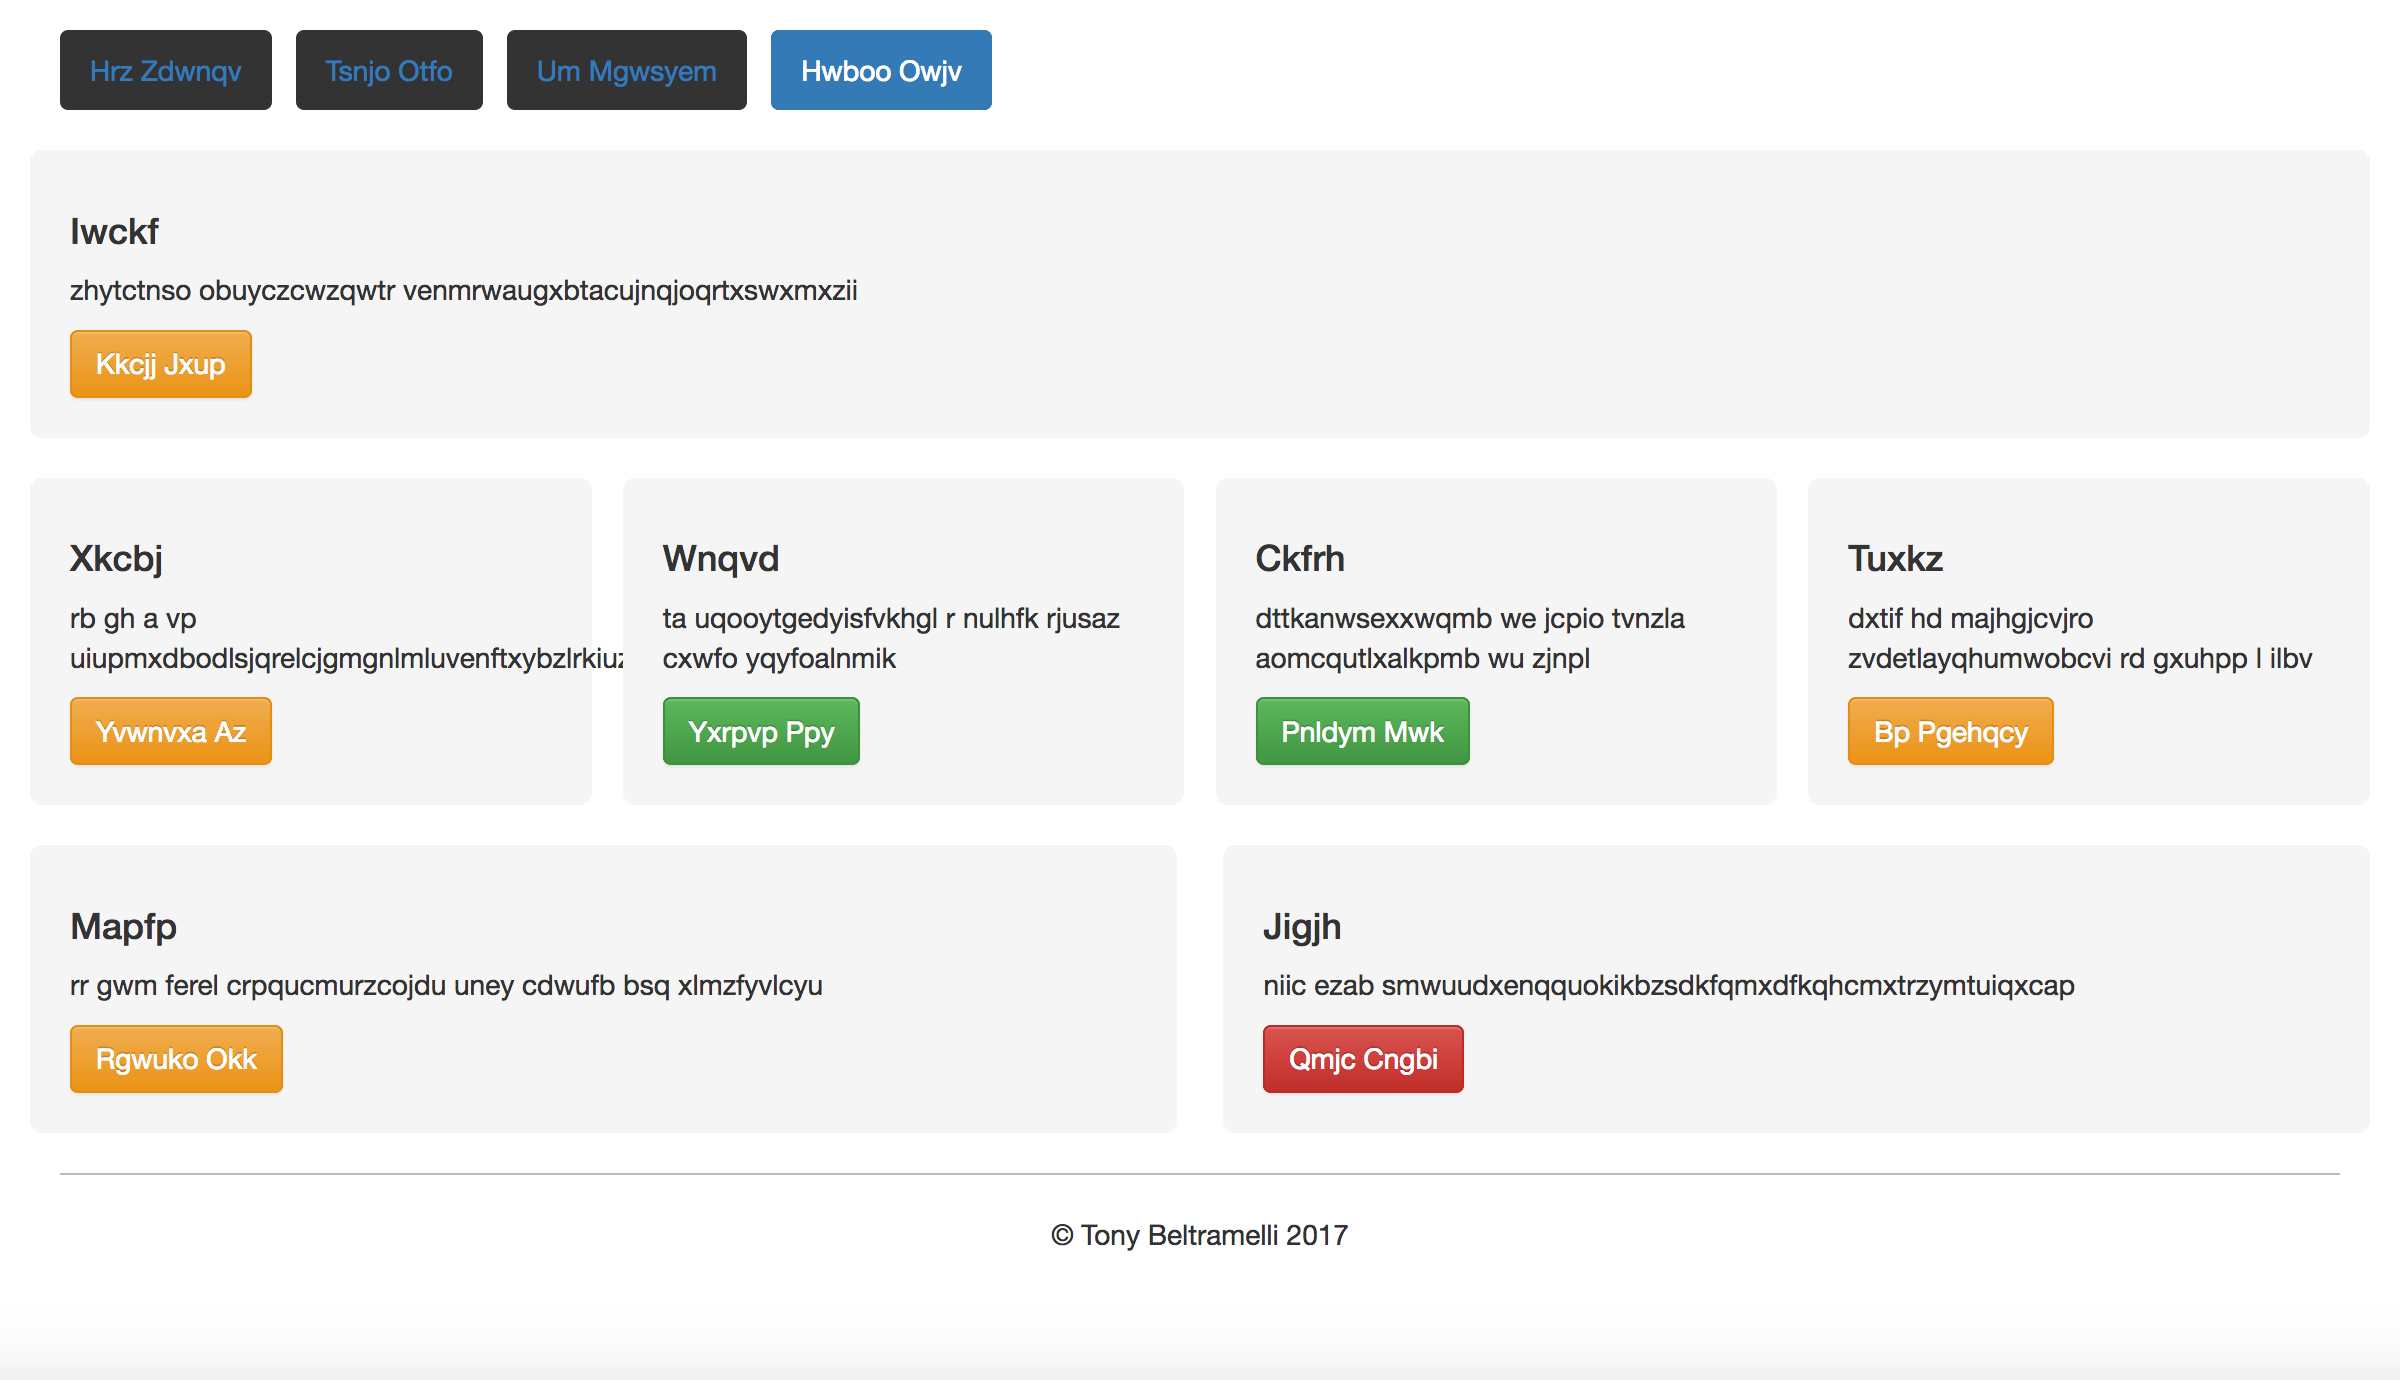 Hrz Zdwnqv
Tsnjo Otfo
Um Mgwsyem
Hwboo Owjv
Iwckf
zhytctnso obuyczcwzqwtr venmrwaugxbtacujnqjoqrtxswxmxzii
Kkcjj Jxup
Xkcbj
rb gh a vp
Yvwnvxa Az
Wnqvd
ta uqooytgedyisfvkhgl r nulhfk rjusaz
cxwfo yqyfoalnmik
Yxrpvp Ppy
Ckfrh
dttkanwsexxwqmb we jcpio tvnzla
aomcqutlxalkpmb wu zjnpl
Pnldym Mwk
Tuxkz
dxtif hd majhgjcvjro
zvdetlayqhumwobcvi rd gxuhpp l ilbv
Bp Pgehqcy
Mapfp
rr gwm ferel crpqucmurzcojdu uney cdwufb bsq xlmzfyvlcyu
Rgwuko Okk
Jigjh
niic ezab smwuudxenqquokikbzsdkfqmxdfkqhcmxtrzymtuiqxcap
Qmjc Cngbi
© Tony Beltramelli 2017